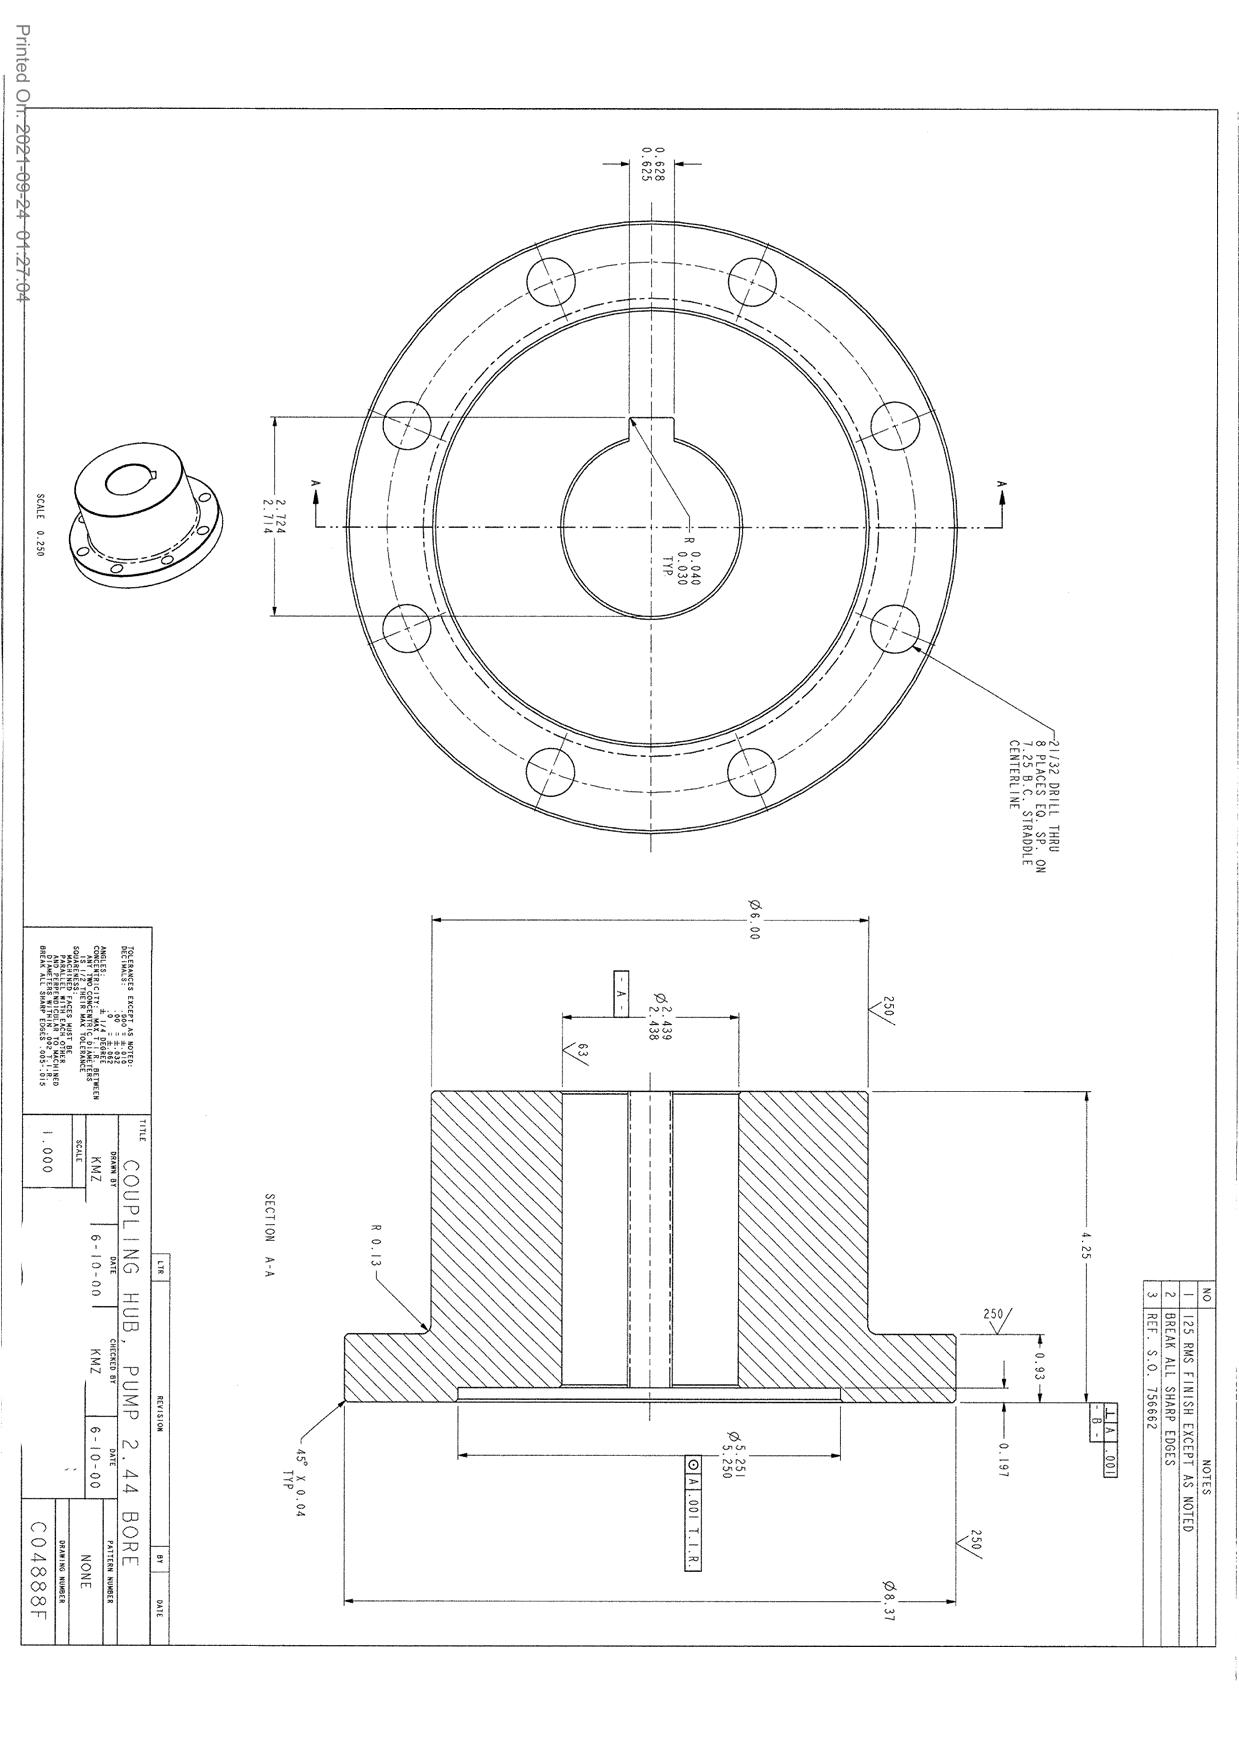 Printed On: 2021-09-24 01:27:04
NO NOTES
1 125 RMS FINISH EXCEPT AS NOTED
2 BREAK ALL SHARP EDGES
3 REF. S.O. 756662
0.628
0.625
A
A
R 0.040
0.030
TYP
2.724
2.714
21/32 DRILL THRU
8 PLACES EQ. SP. ON
7.25 B.C. STRADDLE
CENTERLINE
SCALE 0.250
Ø6.00
250
- A -
Ø2.439
2.438
63
4.25
⊥ A .001
- B -
250
0.93
0.197
Ø5.251
5.250
A .001 T.I.R.
250
Ø8.37
R 0.13
45° X 0.04
TYP
SECTION A-A
LTR REVISION BY DATE
TOLERANCES EXCEPT AS NOTED:
DECIMALS: .000 = ±.010
.00 = ±.032
.0 = ±.062
ANGLES: ± 1/4 DEGREE
CONCENTRICITY: MAX T.I.R. BETWEEN
ANY TWO CONCENTRIC DIAMETERS
IS 1/2 THEIR MAX TOLERANCE
SQUARENESS:
MACHINED FACES MUST BE
PARALLEL WITH EACH OTHER
AND PERPENDICULAR TO MACHINED
DIAMETERS WITHIN .002 T.I.R.
BREAK ALL SHARP EDGES .005-.015
TITLE
COUPLING HUB, PUMP 2.44 BORE
DRAWN BY DATE CHECKED BY DATE PATTERN NUMBER
KMZ 6-10-00 KMZ 6-10-00 NONE
SCALE
1.000
DRAWING NUMBER
C04888F